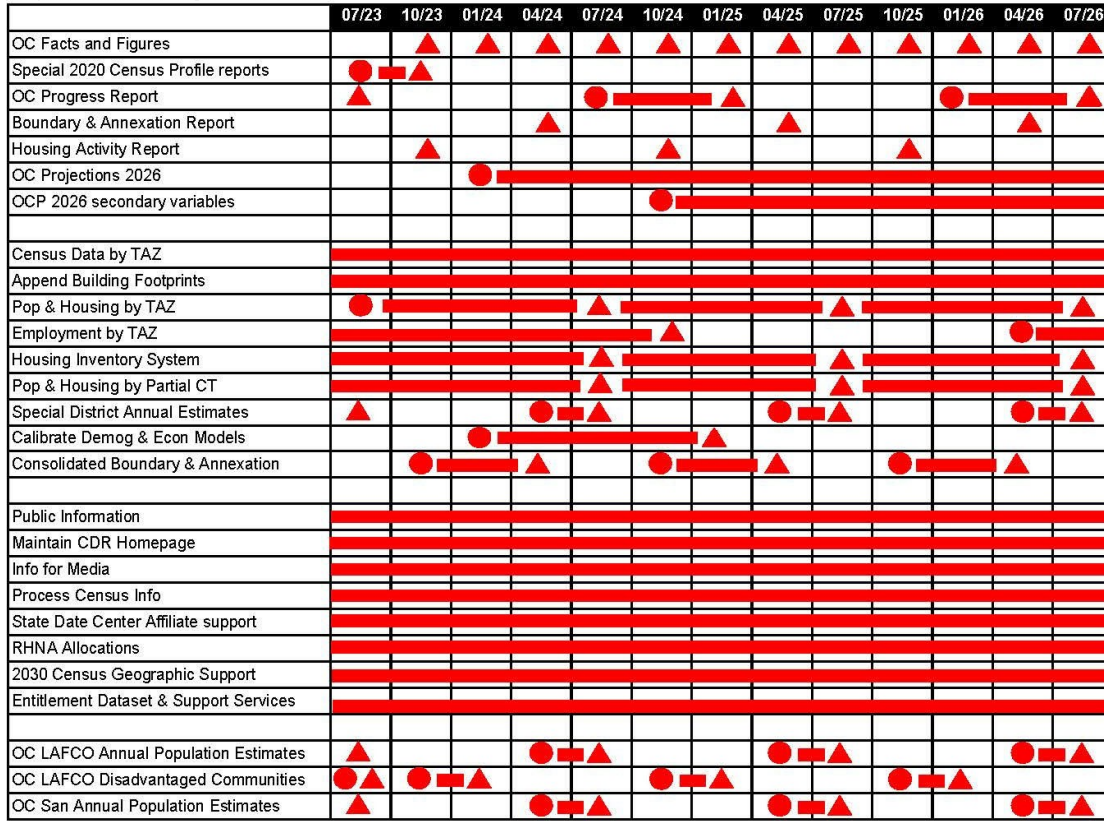 07/23 10/23 01/24 04/24 07/24 10/24 01/25 04/25 07/25 10/25 01/26 04/26 07/26
OC Facts and Figures
Special 2020 Census Profile reports
OC Progress Report
Boundary & Annexation Report
Housing Activity Report
OC Projections 2026
OCP 2026 secondary variables
Census Data by TAZ
Append Building Footprints
Pop & Housing by TAZ
Employment by TAZ
Housing Inventory System
Pop & Housing by Partial CT
Special District Annual Estimates
Calibrate Demog & Econ Models
Consolidated Boundary & Annexation
Public Information
Maintain CDR Homepage
Info for Media
Process Census Info
State Date Center Affiliate support
RHNA Allocations
2030 Census Geographic Support
Entitlement Dataset & Support Services
OC LAFCO Annual Population Estimates
OC LAFCO Disadvantaged Communities
OC San Annual Population Estimates